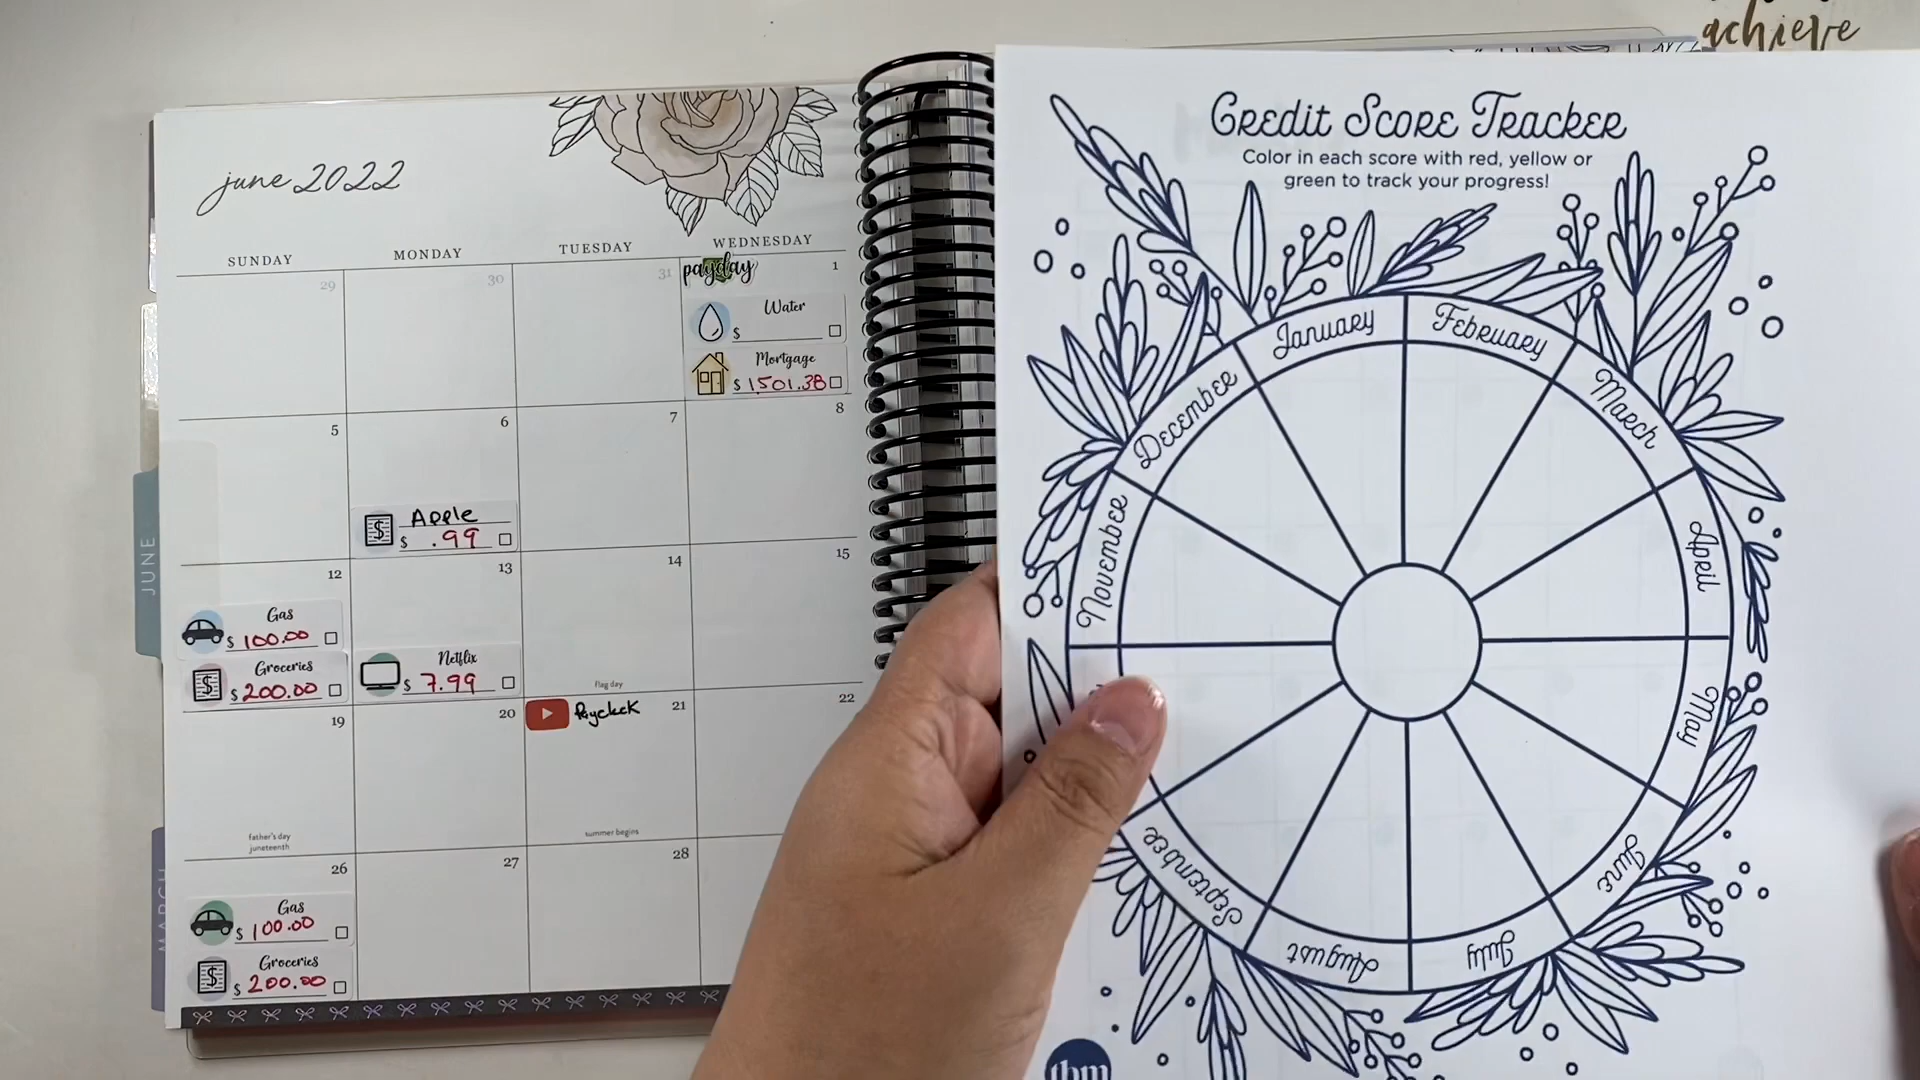 achieve
june 2022
SUNDAY MONDAY TUESDAY WEDNESDAY
29 30 31 payday 1
Water
$
Mortgage
$ 1501.38
5 6 7 8
Apple
$ .99
12 13 14 15
Gas
$ 100.00
Groceries
$ 200.00
Netflix
$ 7.99
flag day
19 20 21 22
Paycheck
father's day
juneteenth
summer begins
26 27 28
Gas
$ 100.00
Groceries
$ 200.00
JUNE
MARCH
Credit Score Tracker
Color in each score with red, yellow or
green to track your progress!
January
February
March
April
May
June
July
August
September
November
December